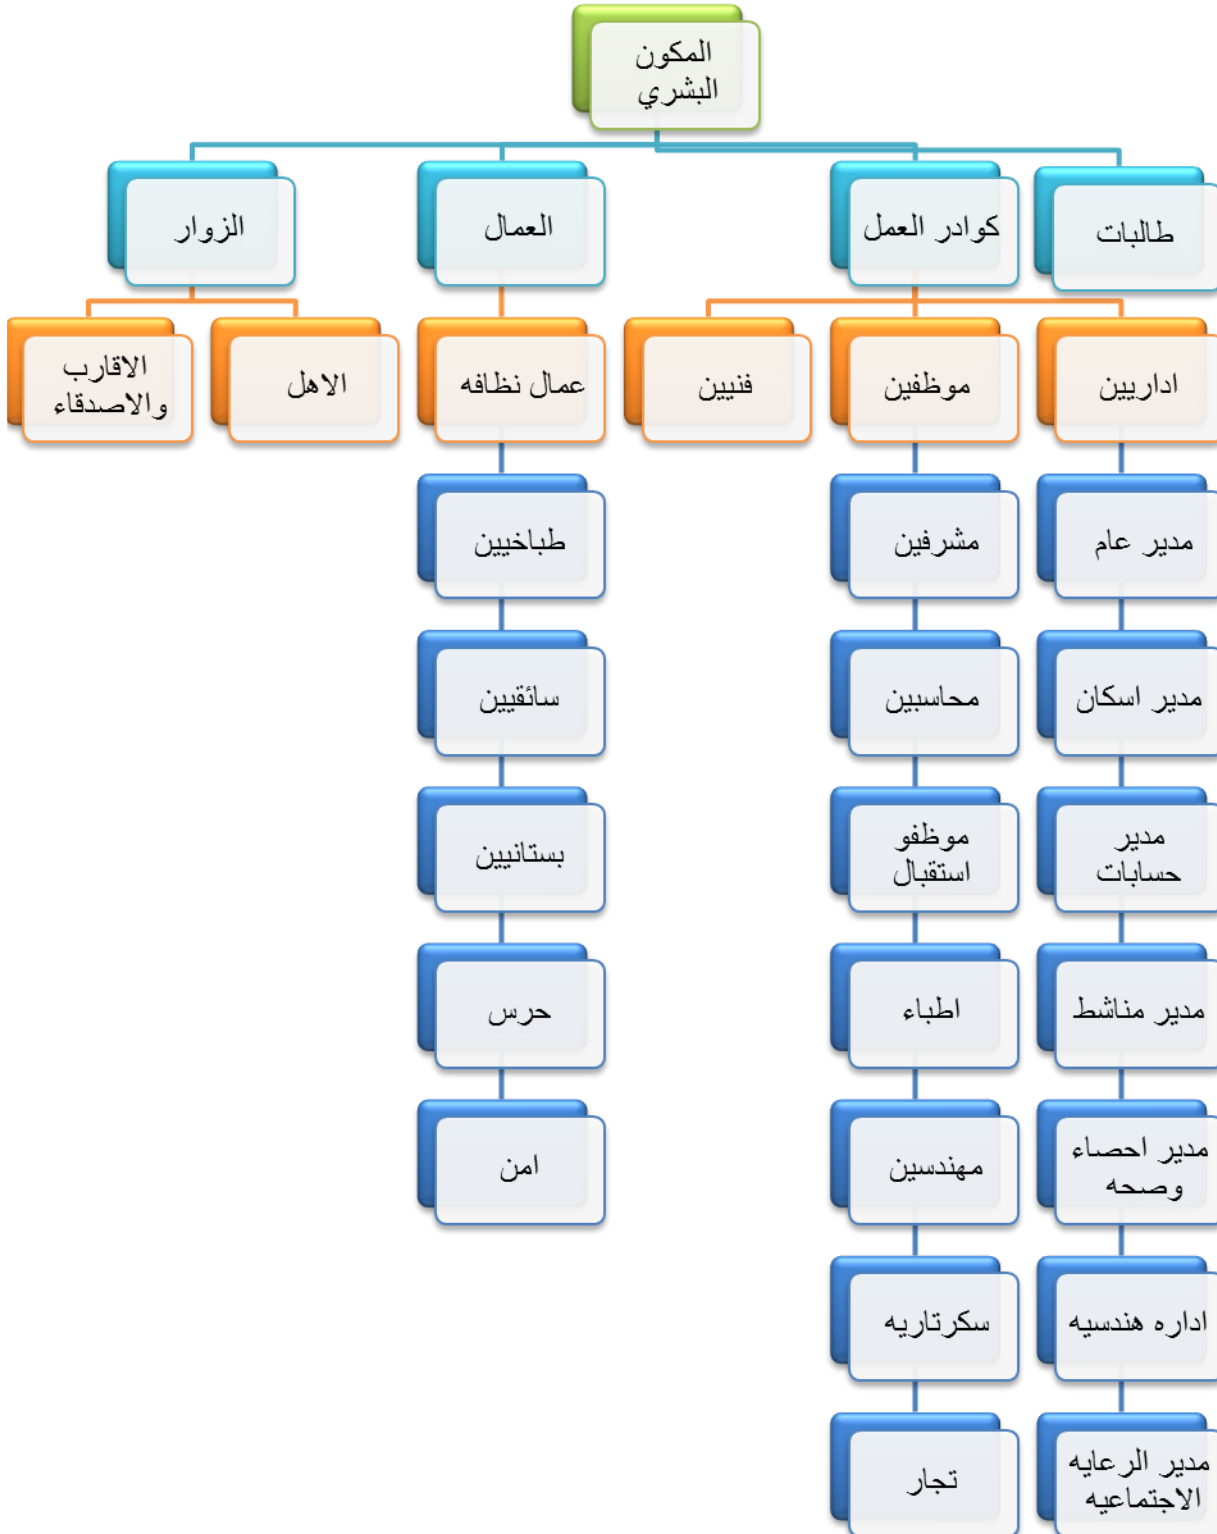 المكون
البشري
طالبات
كوادر العمل
العمال
الزوار
اداريين
موظفين
فنيين
عمال نظافه
الاهل
الاقارب
والاصدقاء
مدير عام
مشرفين
طباخيين
مدير اسكان
محاسبين
سائقيين
مدير
حسابات
موظفو
استقبال
بستانيين
مدير مناشط
اطباء
حرس
مدير احصاء
وصحه
مهندسين
امن
اداره هندسيه
سكرتاريه
مدير الرعايه
الاجتماعيه
تجار